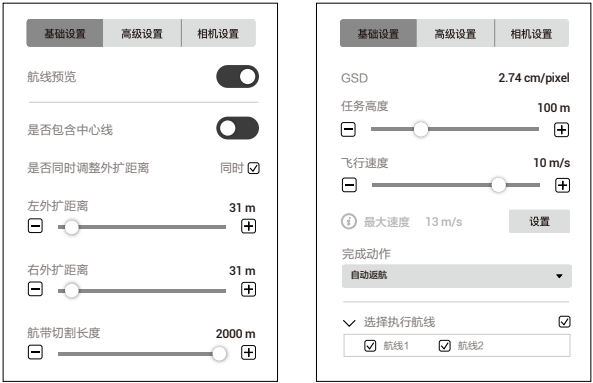 基础设置 高级设置 相机设置
航线预览
是否包含中心线
是否同时调整外扩距离 同时
左外扩距离 31 m
右外扩距离 31 m
航带切割长度 2000 m
基础设置 高级设置 相机设置
GSD 2.74 cm/pixel
任务高度 100 m
飞行速度 10 m/s
最大速度 13 m/s 设置
完成动作
自动返航
选择执行航线
航线1 航线2